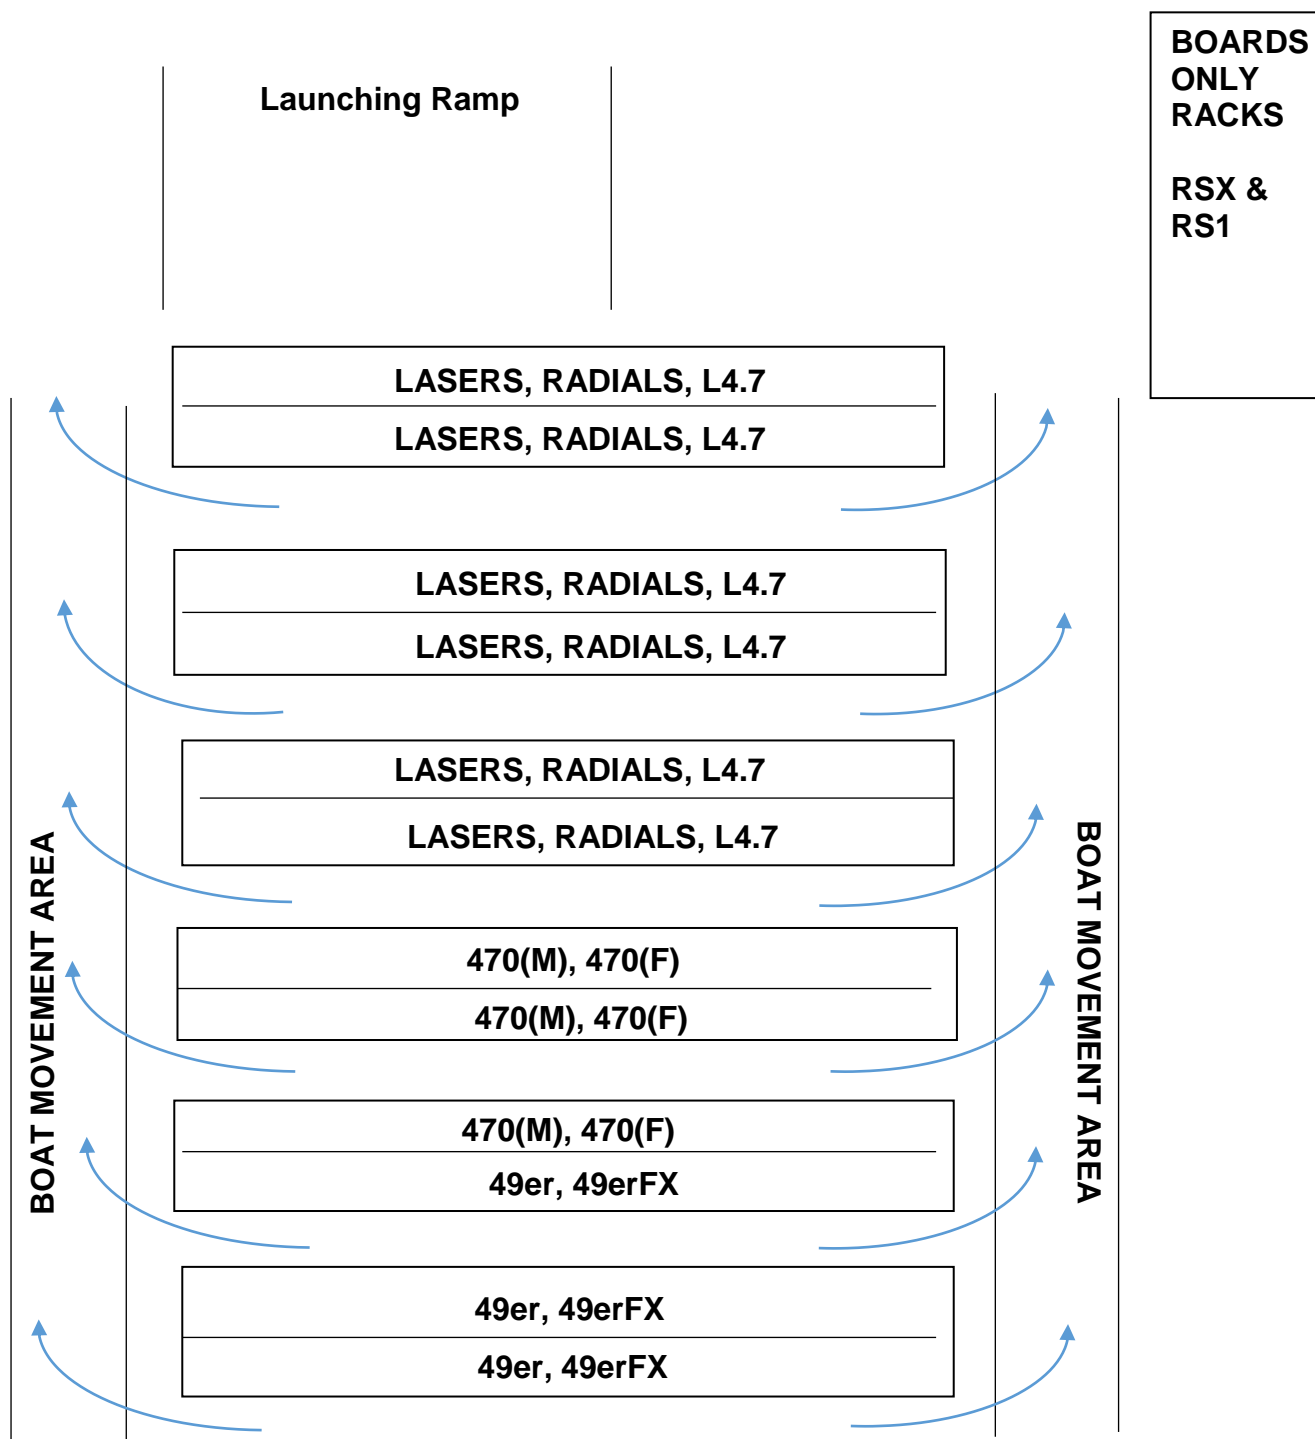 Launching Ramp
BOARDS
ONLY
RACKS
RSX &
RS1
LASERS, RADIALS, L4.7
LASERS, RADIALS, L4.7
LASERS, RADIALS, L4.7
LASERS, RADIALS, L4.7
LASERS, RADIALS, L4.7
LASERS, RADIALS, L4.7
470(M), 470(F)
470(M), 470(F)
470(M), 470(F)
49er, 49erFX
49er, 49erFX
49er, 49erFX
BOAT MOVEMENT AREA
BOAT MOVEMENT AREA